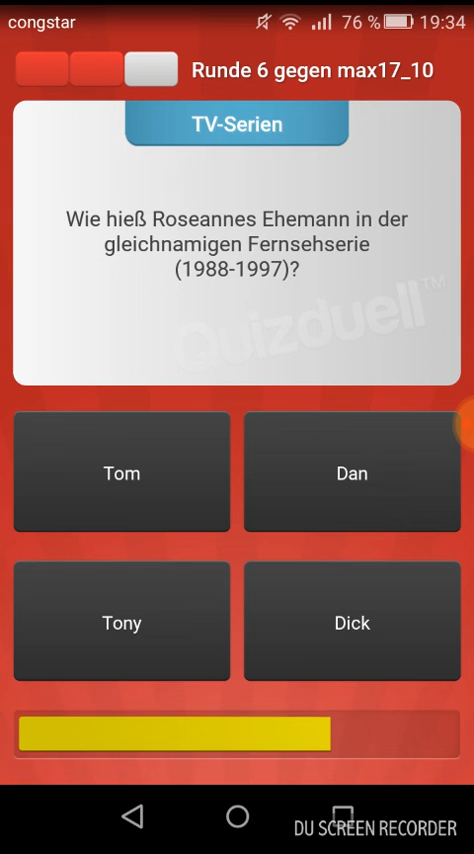 congstar 76 % 19:34
Runde 6 gegen max17_10
TV-Serien
Wie hieß Roseannes Ehemann in der
gleichnamigen Fernsehserie
(1988-1997)?
Quizduell™
Tom
Dan
Tony
Dick
DU SCREEN RECORDER